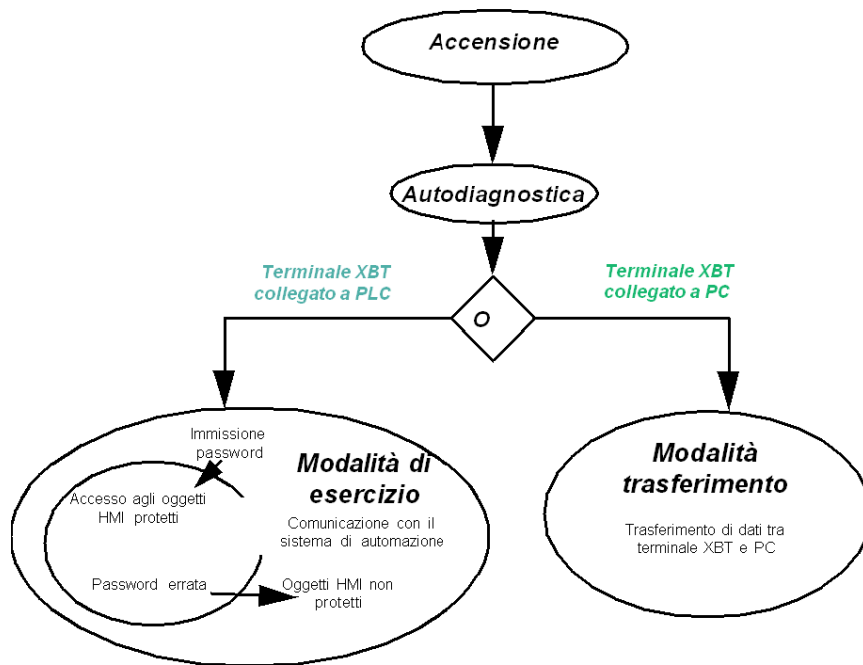 Accensione
Autodiagnostica
Terminale XBT
collegato a PLC
Terminale XBT
collegato a PC
O
Immissione
password
Modalità di
esercizio
Accesso agli oggetti
HMI protetti
Comunicazione con il
sistema di automazione
Password errata
Oggetti HMI non
protetti
Modalità
trasferimento
Trasferimento di dati tra
terminale XBT e PC